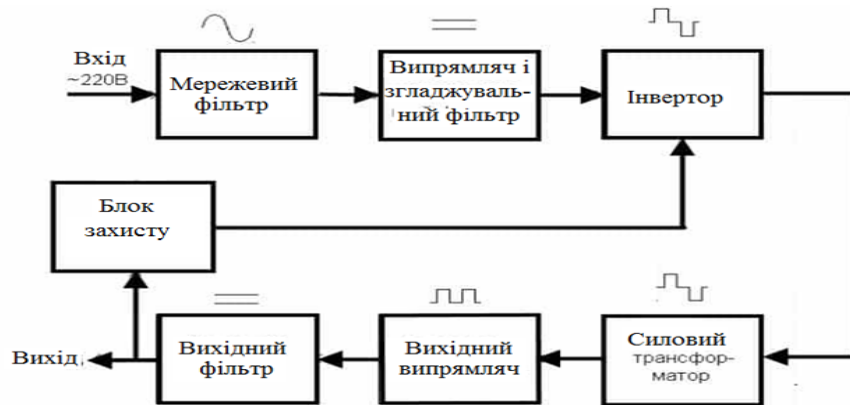 Вхід
~220В
Мережевий
фільтр
Випрямляч і
згладжуваль-
ний фільтр
Інвертор
Блок
захисту
Вихід
Вихідний
фільтр
Вихідний
випрямляч
Силовий
трансфор-
матор